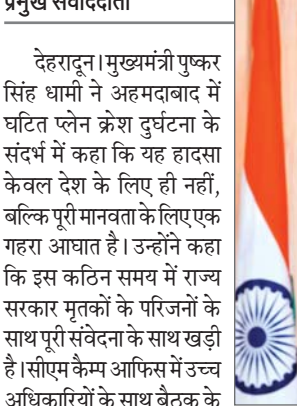 प्रमुख संवाददाता
देहरादून।मुख्यमंत्री पुष्कर
सिंह धामी ने अहमदाबाद में
घटित प्लेन क्रेश दुर्घटना के
संदर्भ में कहा कि यह हादसा
केवल देश के लिए ही नहीं,
बल्कि पूरी मानवता के लिए एक
गहरा आघात है। उन्होंने कहा
कि इस कठिन समय में राज्य
सरकार मृतकों के परिजनों के
साथ पूरी संवेदना के साथ खड़ी
है।सीएम कैम्प आफिस में उच्च
अधिकारियों के साथ बैठक के